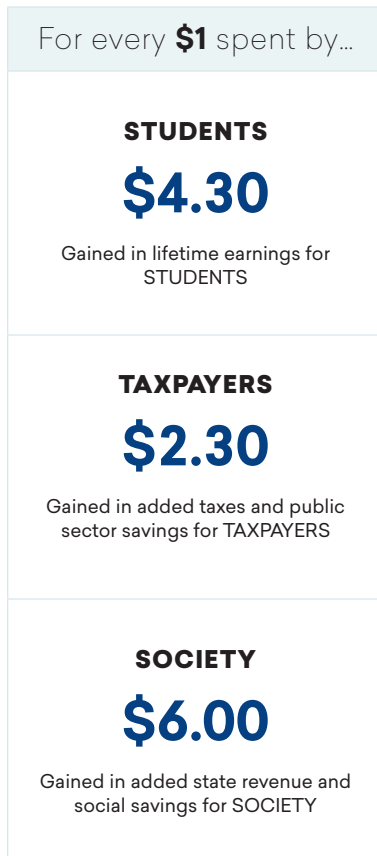 For every $1 spent by...
STUDENTS
$4.30
Gained in lifetime earnings for
STUDENTS
TAXPAYERS
$2.30
Gained in added taxes and public
sector savings for TAXPAYERS
SOCIETY
$6.00
Gained in added state revenue and
social savings for SOCIETY